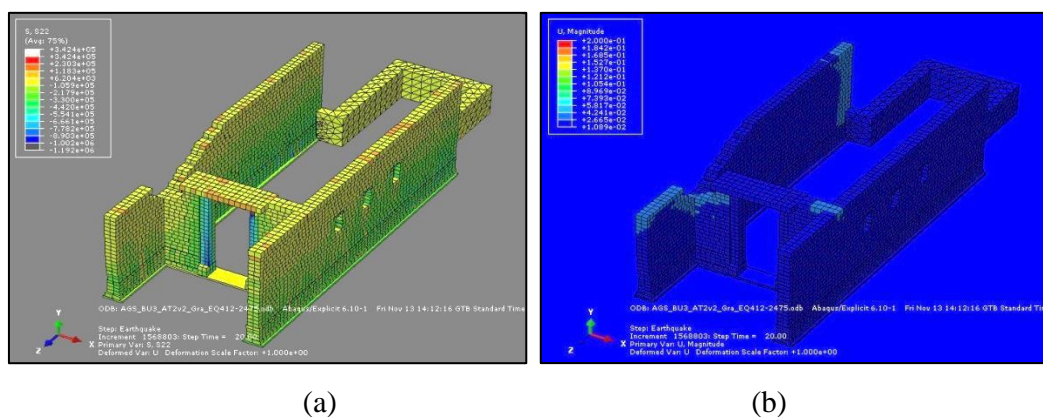 S, S22
(Avg: 75%)
+3.424e+05
+3.424e+05
+2.303e+05
+1.183e+05
+6.204e+03
-1.059e+05
-2.179e+05
-3.300e+05
-4.420e+05
-5.541e+05
-6.661e+05
-7.782e+05
-8.903e+05
-1.002e+06
-1.192e+06
ODB: AGS_BU3_AT2v2_Gra_EQ412-2475.odb Abaqus/Explicit 6.10-1 Fri Nov 13 14:12:16 GTB Standard Time
Y
Z X
Step: Earthquake
Increment 1568803: Step Time = 20.00
Primary Var: S, S22
Deformed Var: U Deformation Scale Factor: +1.000e+00
U, Magnitude
+2.000e-01
+1.842e-01
+1.685e-01
+1.527e-01
+1.370e-01
+1.212e-01
+1.054e-01
+8.969e-02
+7.393e-02
+5.817e-02
+4.241e-02
+2.665e-02
+1.089e-02
ODB: AGS_BU3_AT2v2_Gra_EQ412-2475.odb Abaqus/Explicit 6.10-1 Fri Nov 13 14:12:16 GTB Standard Time
Y
Z X
Step: Earthquake
Increment 1568803: Step Time = 20.00
Primary Var: U, Magnitude
Deformed Var: U Deformation Scale Factor: +1.000e+00
(a) (b)